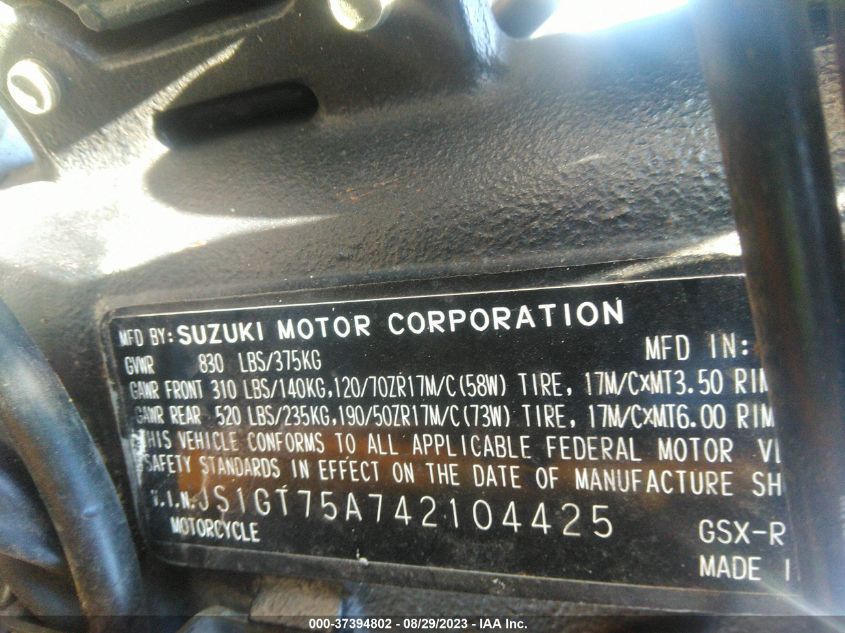 MFD BY: SUZUKI MOTOR CORPORATION
GVWR 830 LBS/375KG MFD IN:
GAWR FRONT 310 LBS/140KG,120/70ZR17M/C(58W) TIRE, 17M/C×MT3.50 RIM
GAWR REAR 520 LBS/235KG,190/50ZR17M/C(73W) TIRE, 17M/C×MT6.00 RIM
THIS VEHICLE CONFORMS TO ALL APPLICABLE FEDERAL MOTOR
SAFETY STANDARDS IN EFFECT ON THE DATE OF MANUFACTURE SH
V.I.N. JS1GT75A742104425 GSX-R
MOTORCYCLE MADE
000-37394802 - 08/29/2023 - IAA Inc.